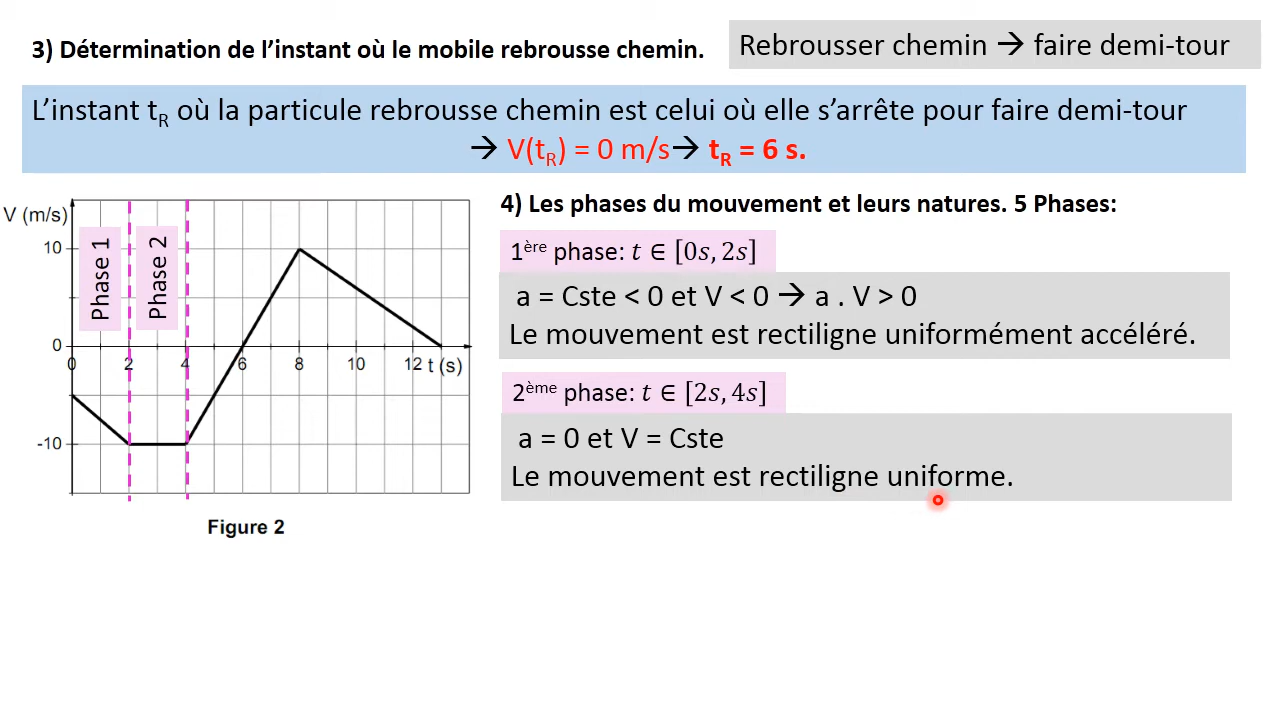 3) Détermination de l’instant où le mobile rebrousse chemin.
Rebrousser chemin → faire demi-tour
L’instant tR où la particule rebrousse chemin est celui où elle s’arrête pour faire demi-tour
→ V(tR) = 0 m/s→ tR = 6 s.
V (m/s)
10
0
-10
0 2 4 6 8 10 12 t (s)
Phase 1
Phase 2
Figure 2
4) Les phases du mouvement et leurs natures. 5 Phases:
1ère phase: t ∈ [0s, 2s]
a = Cste < 0 et V < 0 → a . V > 0
Le mouvement est rectiligne uniformément accéléré.
2ème phase: t ∈ [2s, 4s]
a = 0 et V = Cste
Le mouvement est rectiligne uniforme.